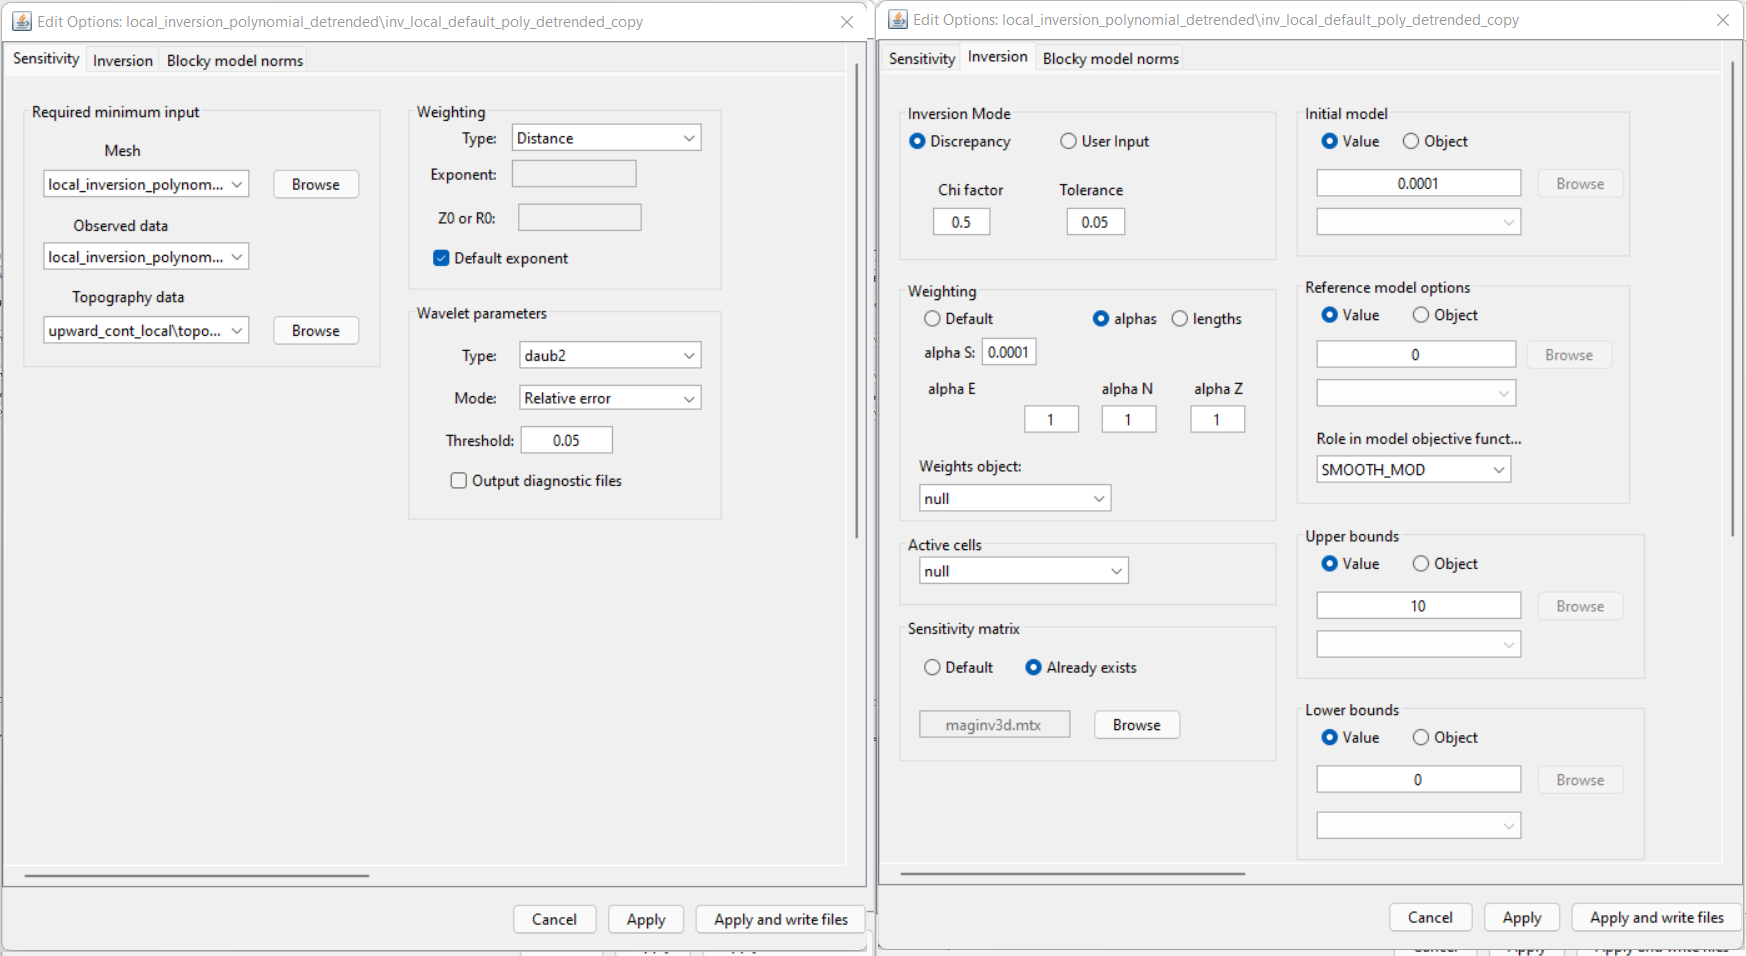 Edit Options: local_inversion_polynomial_detrended\inv_local_default_poly_detrended_copy
Sensitivity Inversion Blocky model norms
Required minimum input
Mesh
local_inversion_polynom... Browse
Observed data
local_inversion_polynom...
Topography data
upward_cont_local\topo... Browse
Weighting
Type: Distance
Exponent:
Z0 or R0:
Default exponent
Wavelet parameters
Type: daub2
Mode: Relative error
Threshold: 0.05
Output diagnostic files
Cancel Apply Apply and write files
Edit Options: local_inversion_polynomial_detrended\inv_local_default_poly_detrended_copy
Sensitivity Inversion Blocky model norms
Inversion Mode
Discrepancy User Input
Chi factor Tolerance
0.5 0.05
Weighting
Default alphas lengths
alpha S: 0.0001
alpha E alpha N alpha Z
1 1 1
Weights object:
null
Active cells
null
Sensitivity matrix
Default Already exists
maginv3d.mtx Browse
Initial model
Value Object
0.0001 Browse
Reference model options
Value Object
0 Browse
Role in model objective funct...
SMOOTH_MOD
Upper bounds
Value Object
10 Browse
Lower bounds
Value Object
0 Browse
Cancel Apply Apply and write files